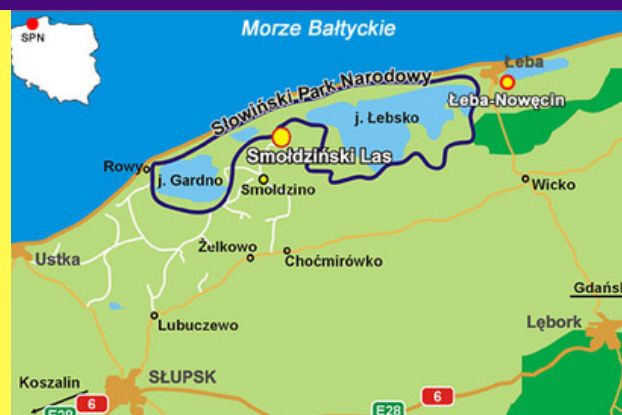 SPN
Morze Bałtyckie
Łeba
Słowiński Park Narodowy
Łeba-Nowęcin
j. Łebsko
Smołdziński Las
Rowy
j. Gardno
Smołdzino
Wicko
Żelkowo
Choćmirówko
Ustka
Gdańsk
Lubuczewo
Lębork
Koszalin
SŁUPSK
6
6
E28
E28